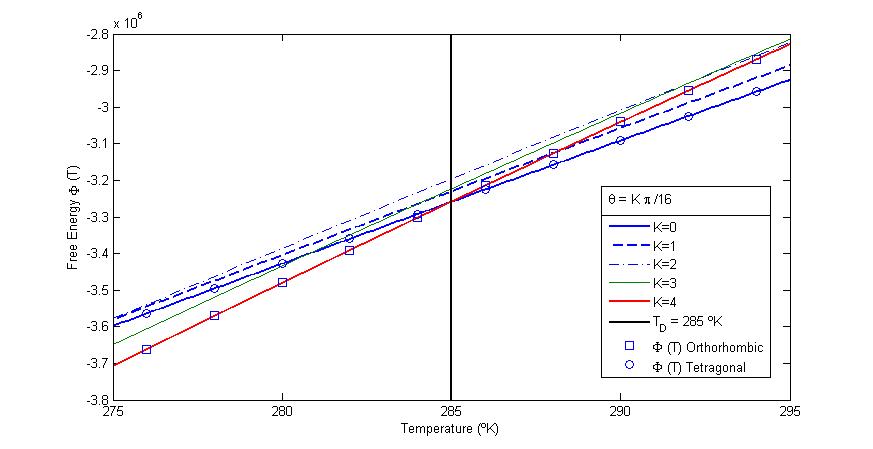 x 10^6
-2.8
-2.9
-3
-3.1
-3.2
-3.3
-3.4
-3.5
-3.6
-3.7
-3.8
Free Energy Φ (T)
275
280
285
290
295
Temperature (ºK)
θ = K π /16
K=0
K=1
K=2
K=3
K=4
T_D = 285 ºK
Φ (T) Orthorhombic
Φ (T) Tetragonal